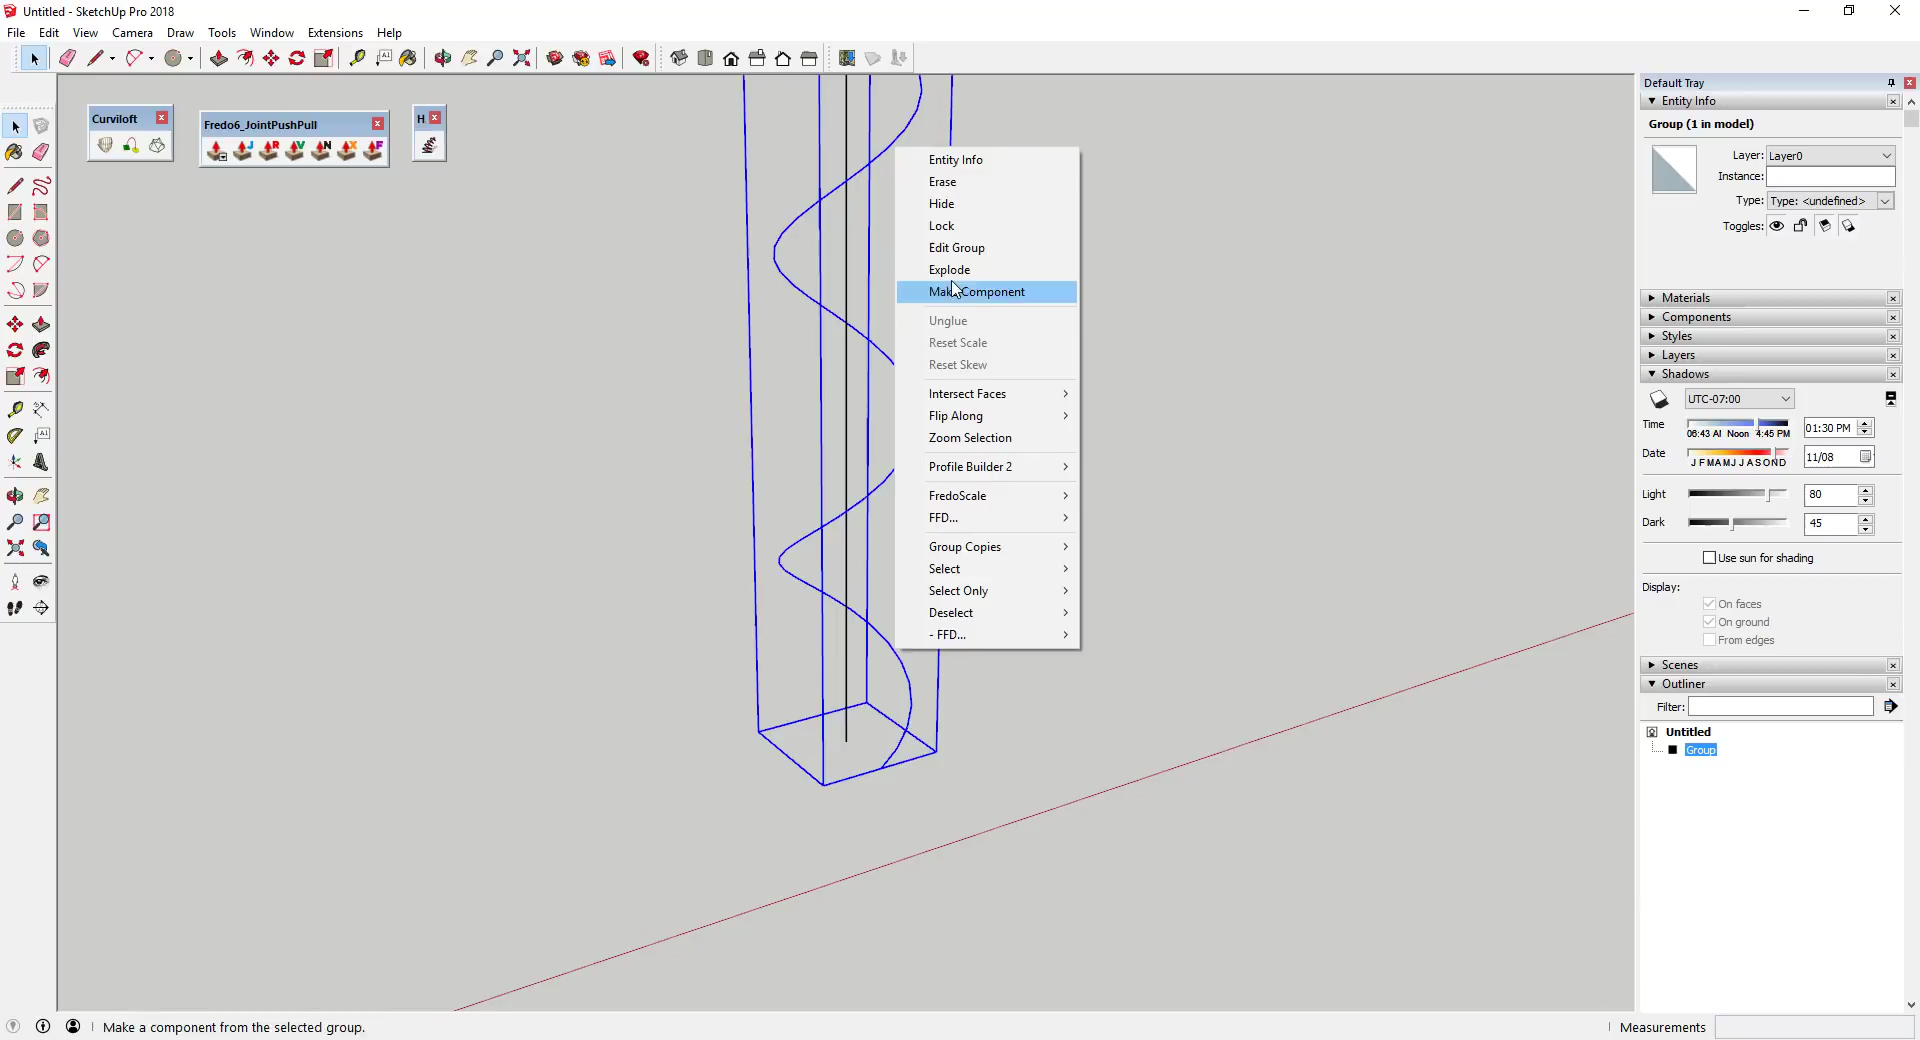 Untitled - SketchUp Pro 2018
File Edit View Camera Draw Tools Window Extensions Help
Curviloft
Fredo6_JointPushPull
H
J R V N X F
Entity Info
Erase
Hide
Lock
Edit Group
Explode
Make Component
Unglue
Reset Scale
Reset Skew
Intersect Faces
Flip Along
Zoom Selection
Profile Builder 2
FredoScale
FFD...
Group Copies
Select
Select Only
Deselect
- FFD...
Default Tray
Entity Info
Group (1 in model)
Layer: Layer0
Instance:
Type: Type: <undefined>
Toggles:
Materials
Components
Styles
Layers
Shadows
UTC-07:00
Time 06:43 AI Noon 4:45 PM 01:30 PM
Date J F M A M J J A S O N D 11/08
Light 80
Dark 45
Use sun for shading
Display:
On faces
On ground
From edges
Scenes
Outliner
Filter:
Untitled
Group
Make a component from the selected group.
Measurements